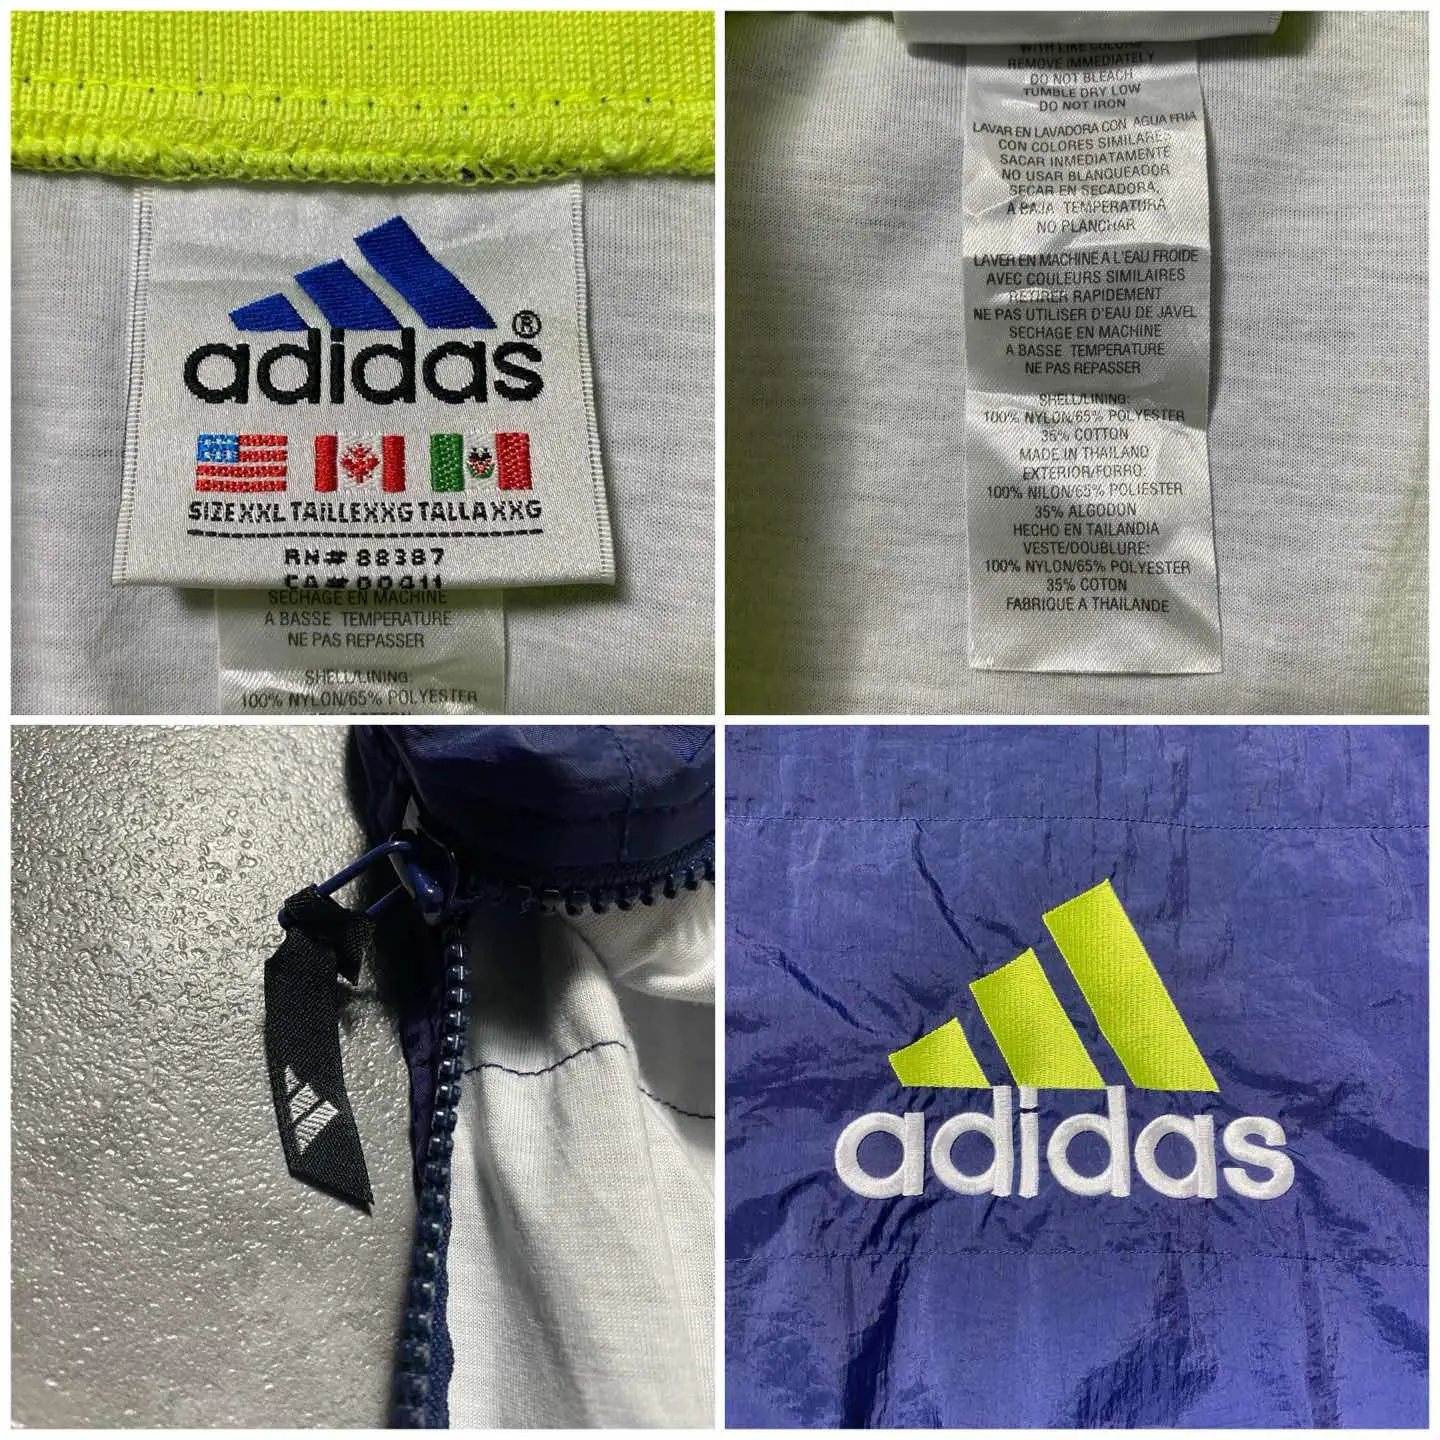 adidas®
SIZE XXL TAILLE XXG TALLA XXG
RN# 88387
CA# 00411
SECHAGE EN MACHINE
A BASSE TEMPERATURE
NE PAS REPASSER
SHELL/LINING:
100% NYLON/65% POLYESTER
WITH LIKE COLORS
REMOVE IMMEDIATELY
DO NOT BLEACH
TUMBLE DRY LOW
DO NOT IRON
LAVAR EN LAVADORA CON AGUA FRIA
CON COLORES SIMILARES
SACAR INMEDIATAMENTE
NO USAR BLANQUEADOR
SECAR EN SECADORA,
A BAJA TEMPERATURA
NO PLANCHAR
LAVER EN MACHINE A L'EAU FROIDE
AVEC COULEURS SIMILAIRES
RETIRER RAPIDEMENT
NE PAS UTILISER D'EAU DE JAVEL
SECHAGE EN MACHINE
A BASSE TEMPERATURE
NE PAS REPASSER
SHELL/LINING:
100% NYLON/65% POLYESTER
35% COTTON
MADE IN THAILAND
EXTERIOR/FORRO:
100% NILON/65% POLIESTER
35% ALGODON
HECHO EN TAILANDIA
VESTE/DOUBLURE:
100% NYLON/65% POLYESTER
35% COTON
FABRIQUE A THAILANDE
adidas